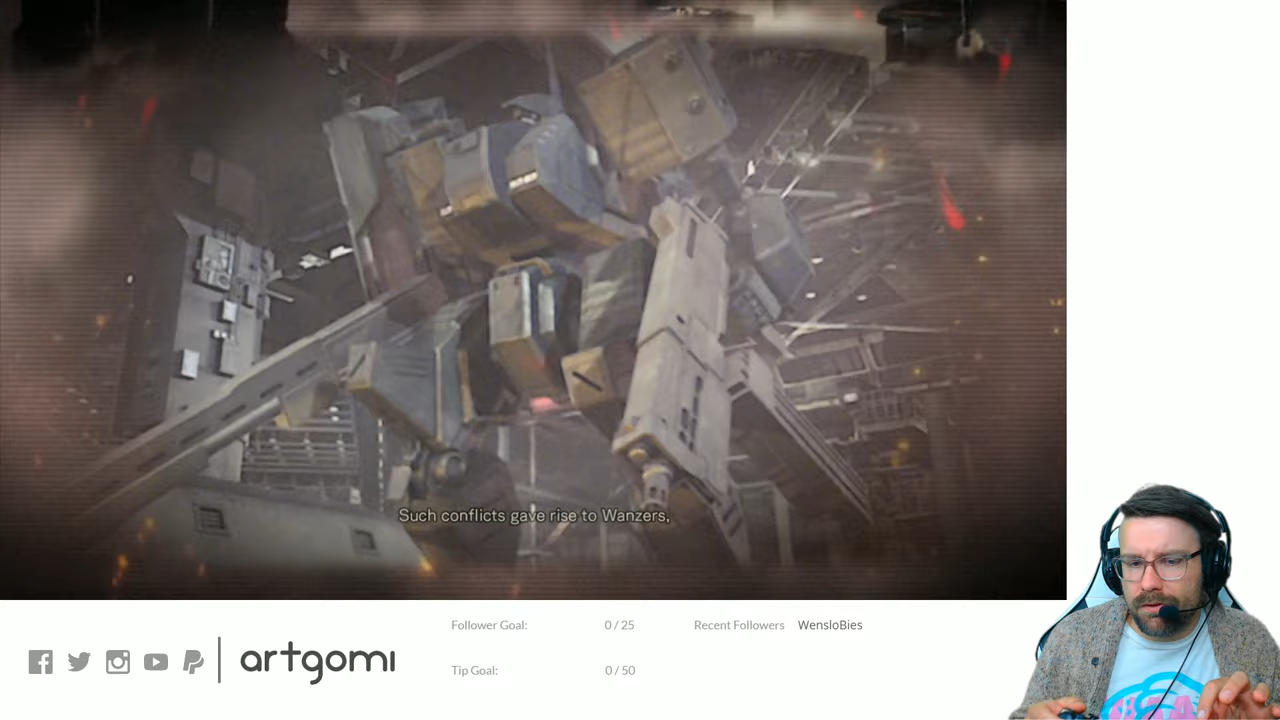 Such conflicts gave rise to Wanzers,
Follower Goal: 0 / 25 Recent Followers WensloBies
artgomi
Tip Goal: 0 / 50